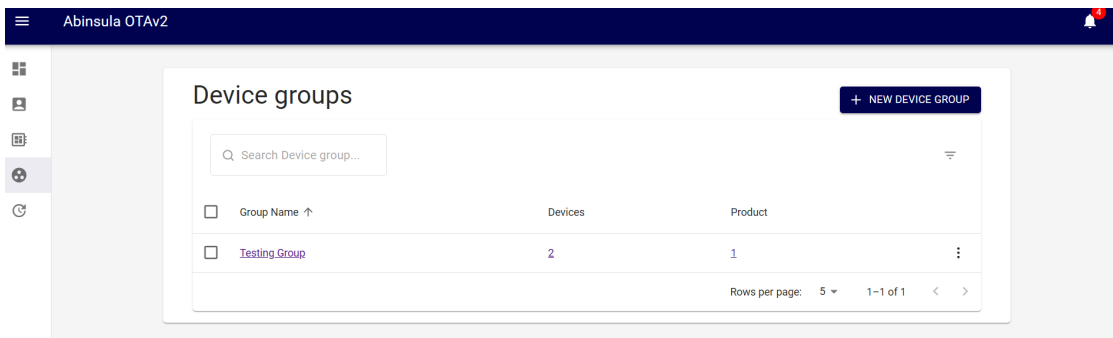 Abinsula OTAv2
4
Device groups
+ NEW DEVICE GROUP
Search Device group...
Group Name ↑ Devices Product
Testing Group 2 1
Rows per page: 5 1–1 of 1